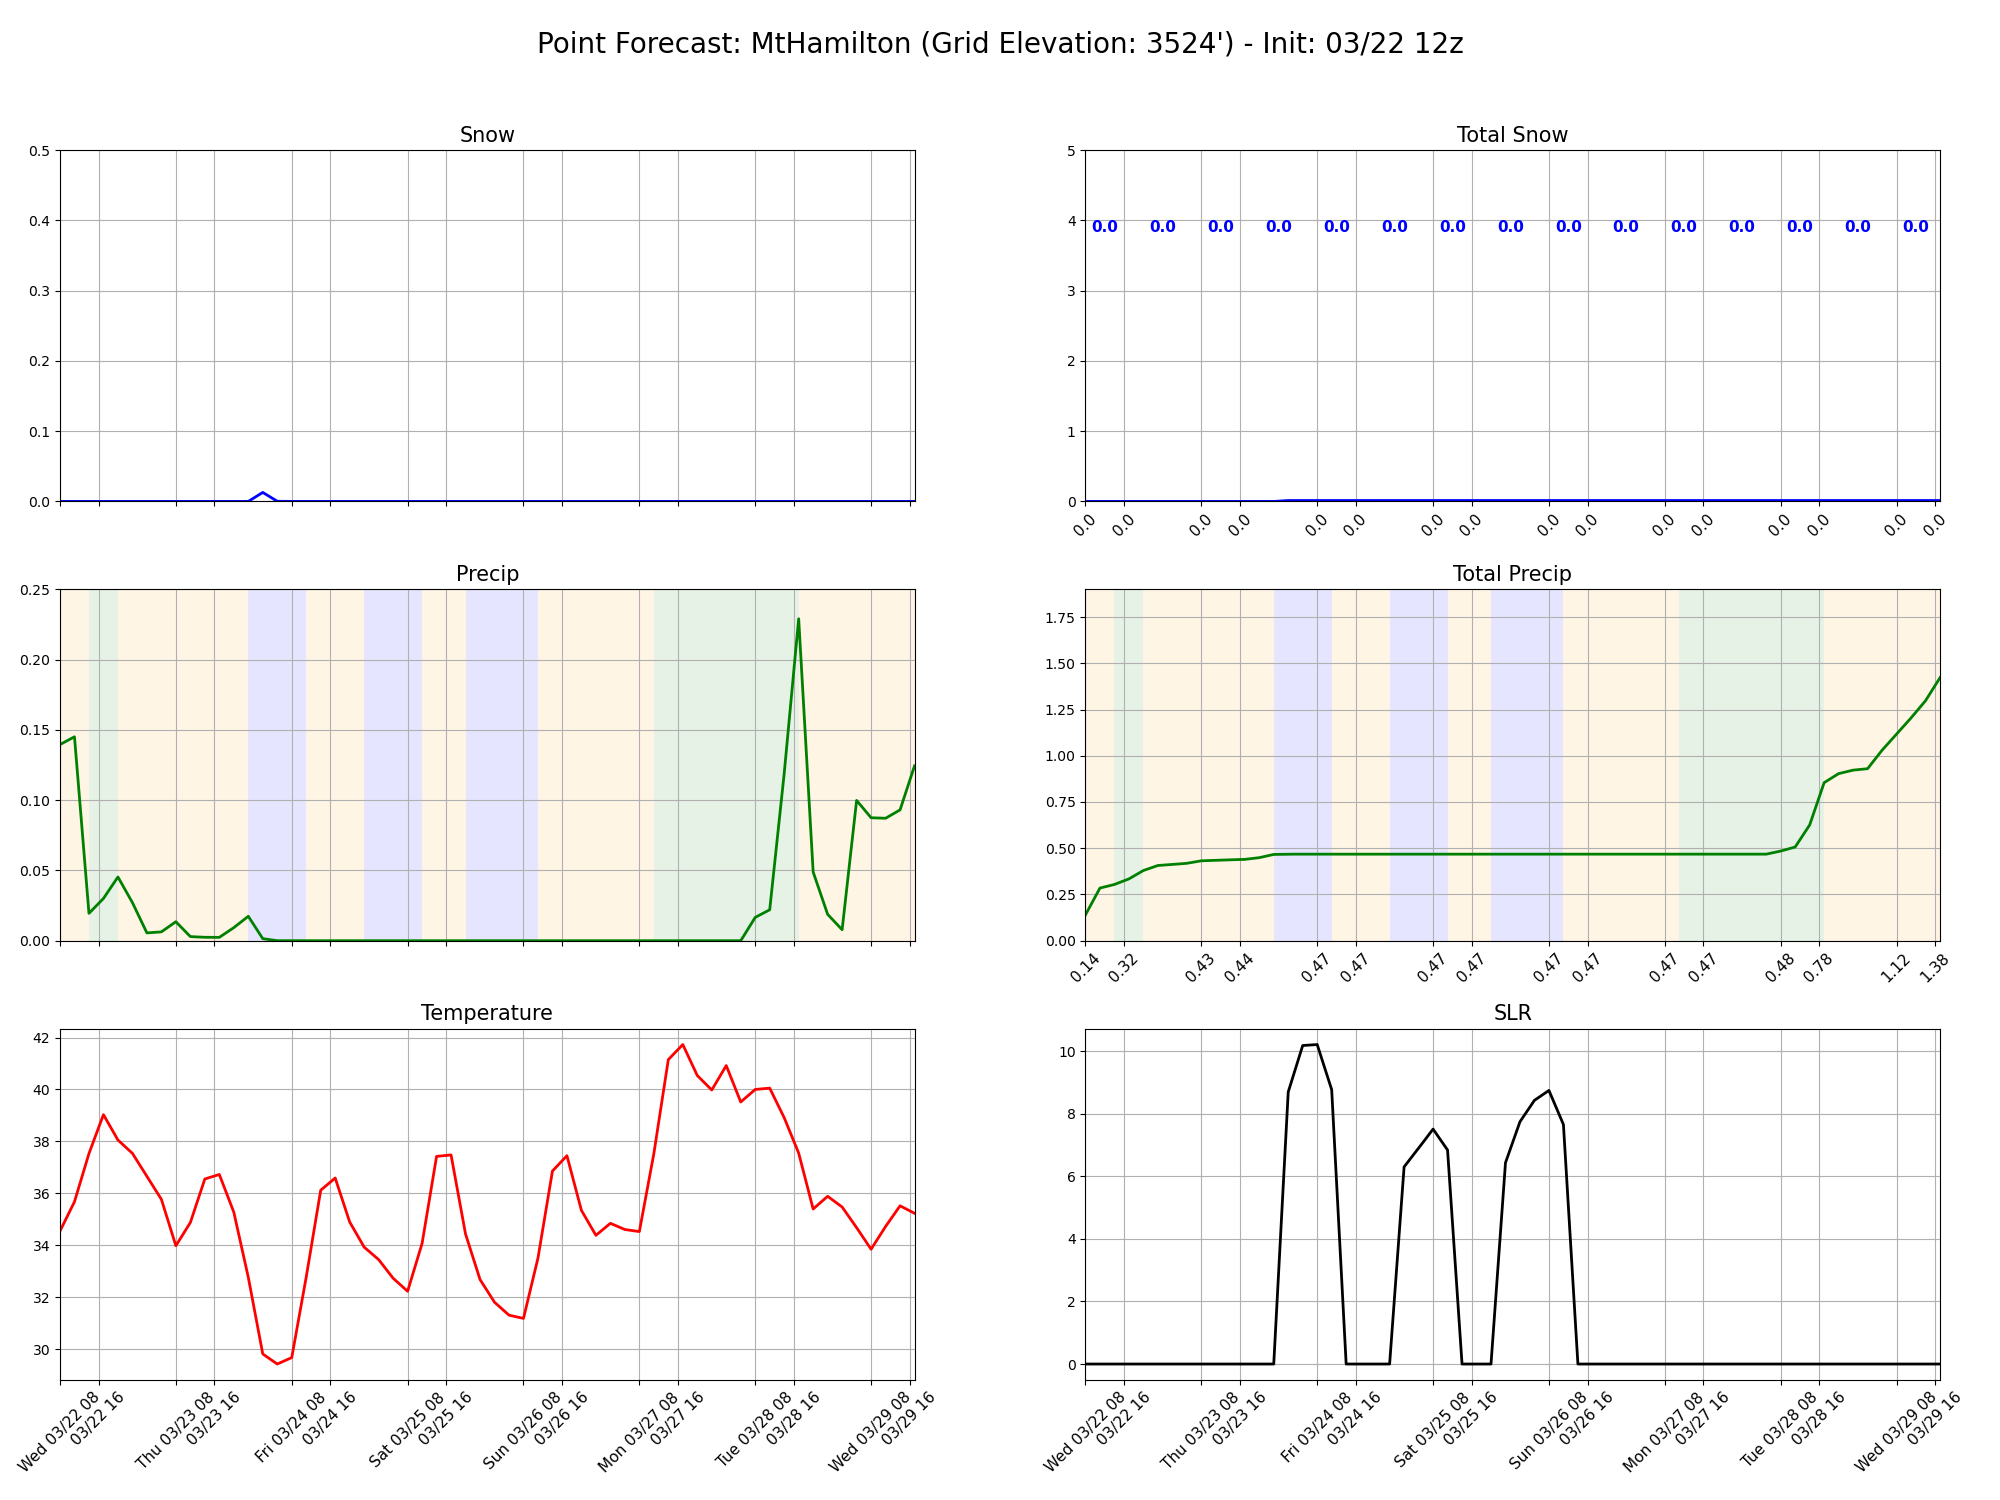 Point Forecast: MtHamilton (Grid Elevation: 3524') - Init: 03/22 12z
Snow
0.5
0.4
0.3
0.2
0.1
0.0
Total Snow
5
4
3
2
1
0
0.0 0.0 0.0 0.0 0.0 0.0 0.0 0.0 0.0 0.0 0.0 0.0 0.0 0.0 0.0
0.0 0.0 0.0 0.0 0.0 0.0 0.0 0.0 0.0 0.0 0.0 0.0 0.0 0.0 0.0 0.0
Precip
0.25
0.20
0.15
0.10
0.05
0.00
Total Precip
1.75
1.50
1.25
1.00
0.75
0.50
0.25
0.00
0.14 0.32 0.43 0.44 0.47 0.47 0.47 0.47 0.47 0.47 0.47 0.47 0.48 0.78 1.12 1.38
Temperature
42
40
38
36
34
32
30
Wed 03/22 08
03/22 16
Thu 03/23 08
03/23 16
Fri 03/24 08
03/24 16
Sat 03/25 08
03/25 16
Sun 03/26 08
03/26 16
Mon 03/27 08
03/27 16
Tue 03/28 08
03/28 16
Wed 03/29 08
03/29 16
SLR
10
8
6
4
2
0
Wed 03/22 08
03/22 16
Thu 03/23 08
03/23 16
Fri 03/24 08
03/24 16
Sat 03/25 08
03/25 16
Sun 03/26 08
03/26 16
Mon 03/27 08
03/27 16
Tue 03/28 08
03/28 16
Wed 03/29 08
03/29 16